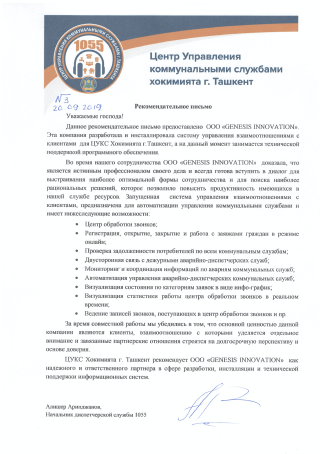 1055
Центр Управления
коммунальными службами
хокимията г. Ташкент
№ 3
20.09.2019
Рекомендательное письмо
Уважаемые господа!
Данное рекомендательное письмо предоставлено ООО «GENESIS INNOVATION».
Эта компания разработала и инсталлировала систему управления взаимоотношениями с
клиентами для ЦУКС Хокимията г Ташкент, а на данный момент занимается технической
поддержкой программного обеспечения.
Во время нашего сотрудничества ООО «GENESIS INNOVATION» доказала, что
является истинным профессионалом своего дела и всегда готова вступить в диалог для
выстраивания наиболее оптимальной формы сотрудничества и для поиска наиболее
рациональных решений, которое позволило повысить продуктивность имеющихся в
нашей службе ресурсов. Запущенная система управления взаимоотношениями с
клиентами, предназначена для автоматизации управления коммунальными службами и
имеет нижеследующие возможности:
• Центр обработки звонков;
• Регистрация, открытие, закрытие и работа с заявками граждан в режиме
онлайн;
• Проверка задолженности потребителей по всем коммунальным службам;
• Двусторонняя связь с дежурными аварийно-диспетчерских служб;
• Мониторинг и координация информаций по авариям коммунальных служб;
• Автоматизация управления аварийно-диспетчерских коммунальных служб;
• Визуализация состояния по категориям заявок в виде инфо-график;
• Визуализация статистики работы центра обработки звонков в реальном
времени;
• Ведение записей звонков, поступающих в центр обработки звонков и пр.
За время совместной работы мы убедились в том, что основной ценностью данной
компании являются клиенты, взаимоотношению с которыми уделяется отдельное
внимание и завязанные партнерские отношения строятся на долгосрочную перспективу и
основе доверия.
ЦУКС Хокимията г. Ташкент рекомендует ООО «GENESIS INNOVATION» как
надежного и ответственного партнера в сфере разработки, инсталляции и технической
поддержки информационных систем.
Алишер
Начальник диспетчерской службы 1055